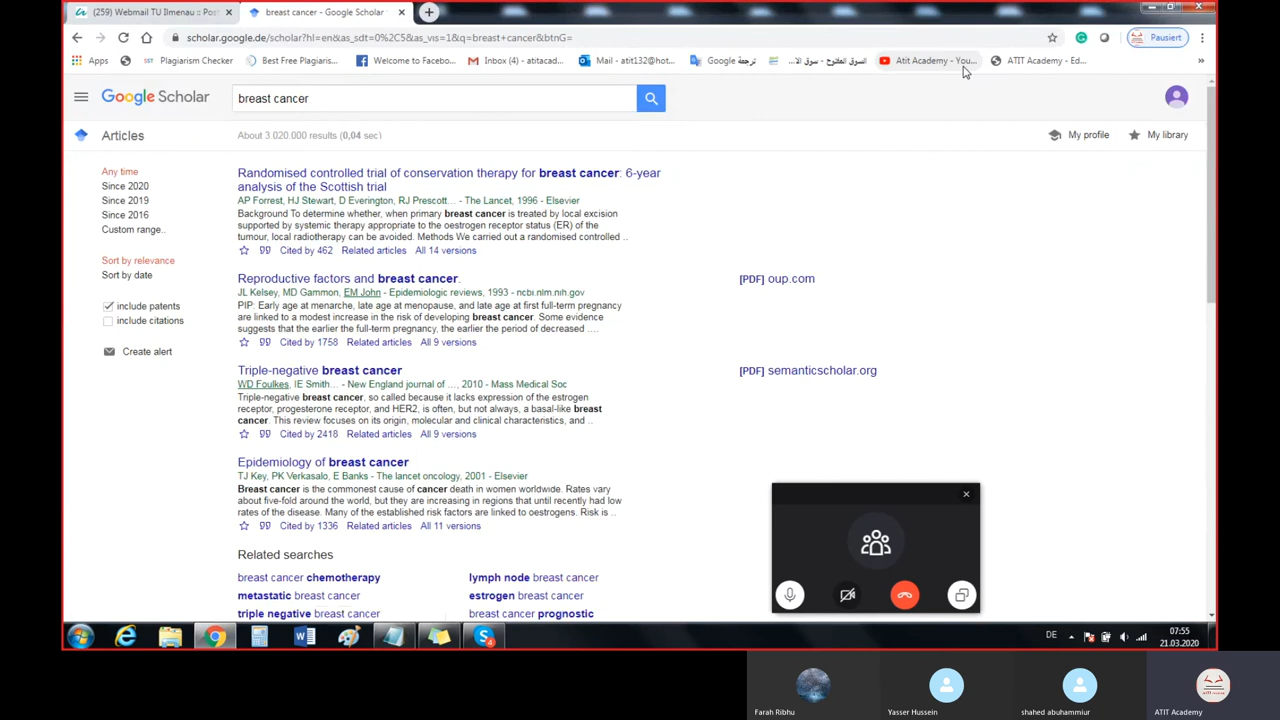 (259) Webmail TU Ilmenau :: Post
breast cancer - Google Scholar
scholar.google.de/scholar?hl=en&as_sdt=0%2C5&as_vis=1&q=breast+cancer&btnG=
Pausiert
Apps
Plagiarism Checker
Best Free Plagiaris...
Welcome to Facebo...
Inbox (4) - atitacad...
Mail - atit132@hot...
ترجمة Google
السوق المفتوح - سوق الا...
Atit Academy - You...
ATIT Academy - Ed...
»
Google Scholar
breast cancer
Articles
About 3.020.000 results (0,04 sec)
My profile
My library
Any time
Since 2020
Since 2019
Since 2016
Custom range..
Sort by relevance
Sort by date
include patents
include citations
Create alert
Randomised controlled trial of conservation therapy for breast cancer: 6-year
analysis of the Scottish trial
AP Forrest, HJ Stewart, D Everington, RJ Prescott... - The Lancet, 1996 - Elsevier
Background To determine whether, when primary breast cancer is treated by local excision
supported by systemic therapy appropriate to the oestrogen receptor status (ER) of the
tumour, local radiotherapy can be avoided. Methods We carried out a randomised controlled ..
Cited by 462 Related articles All 14 versions
Reproductive factors and breast cancer.
[PDF] oup.com
JL Kelsey, MD Gammon, EM John - Epidemiologic reviews, 1993 - ncbi.nlm.nih.gov
PIP: Early age at menarche, late age at menopause, and late age at first full-term pregnancy
are linked to a modest increase in the risk of developing breast cancer. Some evidence
suggests that the earlier the full-term pregnancy, the earlier the period of decreased ....
Cited by 1758 Related articles All 9 versions
Triple-negative breast cancer
[PDF] semanticscholar.org
WD Foulkes, IE Smith... - New England journal of ..., 2010 - Mass Medical Soc
Triple-negative breast cancer, so called because it lacks expression of the estrogen
receptor, progesterone receptor, and HER2, is often, but not always, a basal-like breast
cancer. This review focuses on its origin, molecular and clinical characteristics, and ..
Cited by 2418 Related articles All 9 versions
Epidemiology of breast cancer
TJ Key, PK Verkasalo, E Banks - The lancet oncology, 2001 - Elsevier
Breast cancer is the commonest cause of cancer death in women worldwide. Rates vary
about five-fold around the world, but they are increasing in regions that until recently had low
rates of the disease. Many of the established risk factors are linked to oestrogens. Risk is ..
Cited by 1336 Related articles All 11 versions
Related searches
breast cancer chemotherapy
lymph node breast cancer
metastatic breast cancer
estrogen breast cancer
triple negative breast cancer
breast cancer prognostic
4
DE
07:55
21.03.2020
Farah Ribhu
Yasser Hussein
shahed abuhammiur
ATIT Academy